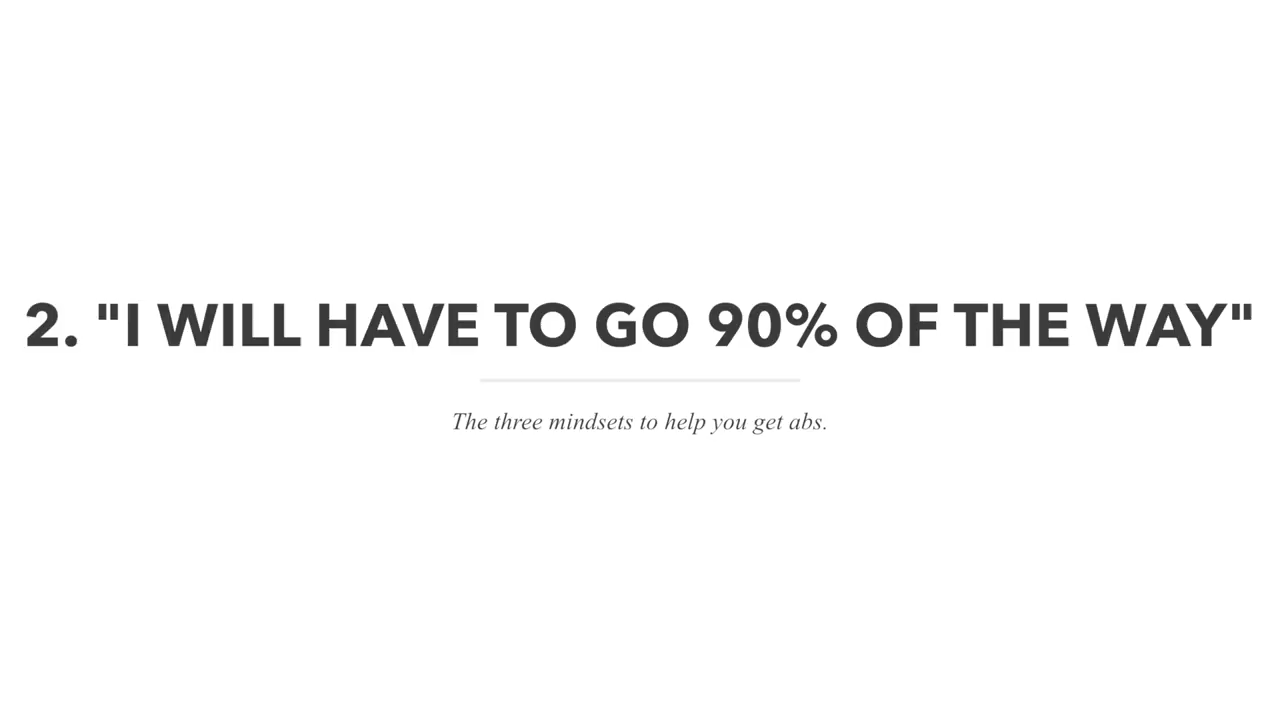 2. "I WILL HAVE TO GO 90% OF THE WAY"
The three mindsets to help you get abs.